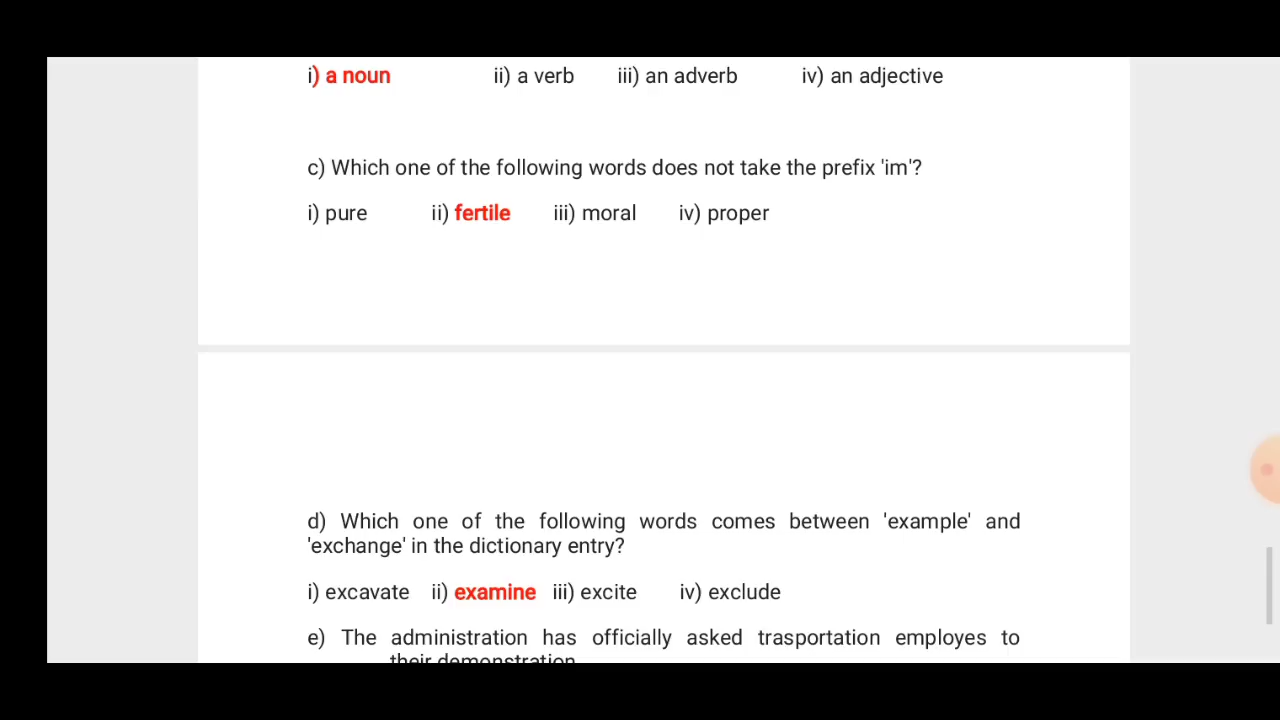 i) a noun ii) a verb iii) an adverb iv) an adjective
c) Which one of the following words does not take the prefix 'im'?
i) pure ii) fertile iii) moral iv) proper
d) Which one of the following words comes between 'example' and
'exchange' in the dictionary entry?
i) excavate ii) examine iii) excite iv) exclude
e) The administration has officially asked trasportation employes to
their demonstration